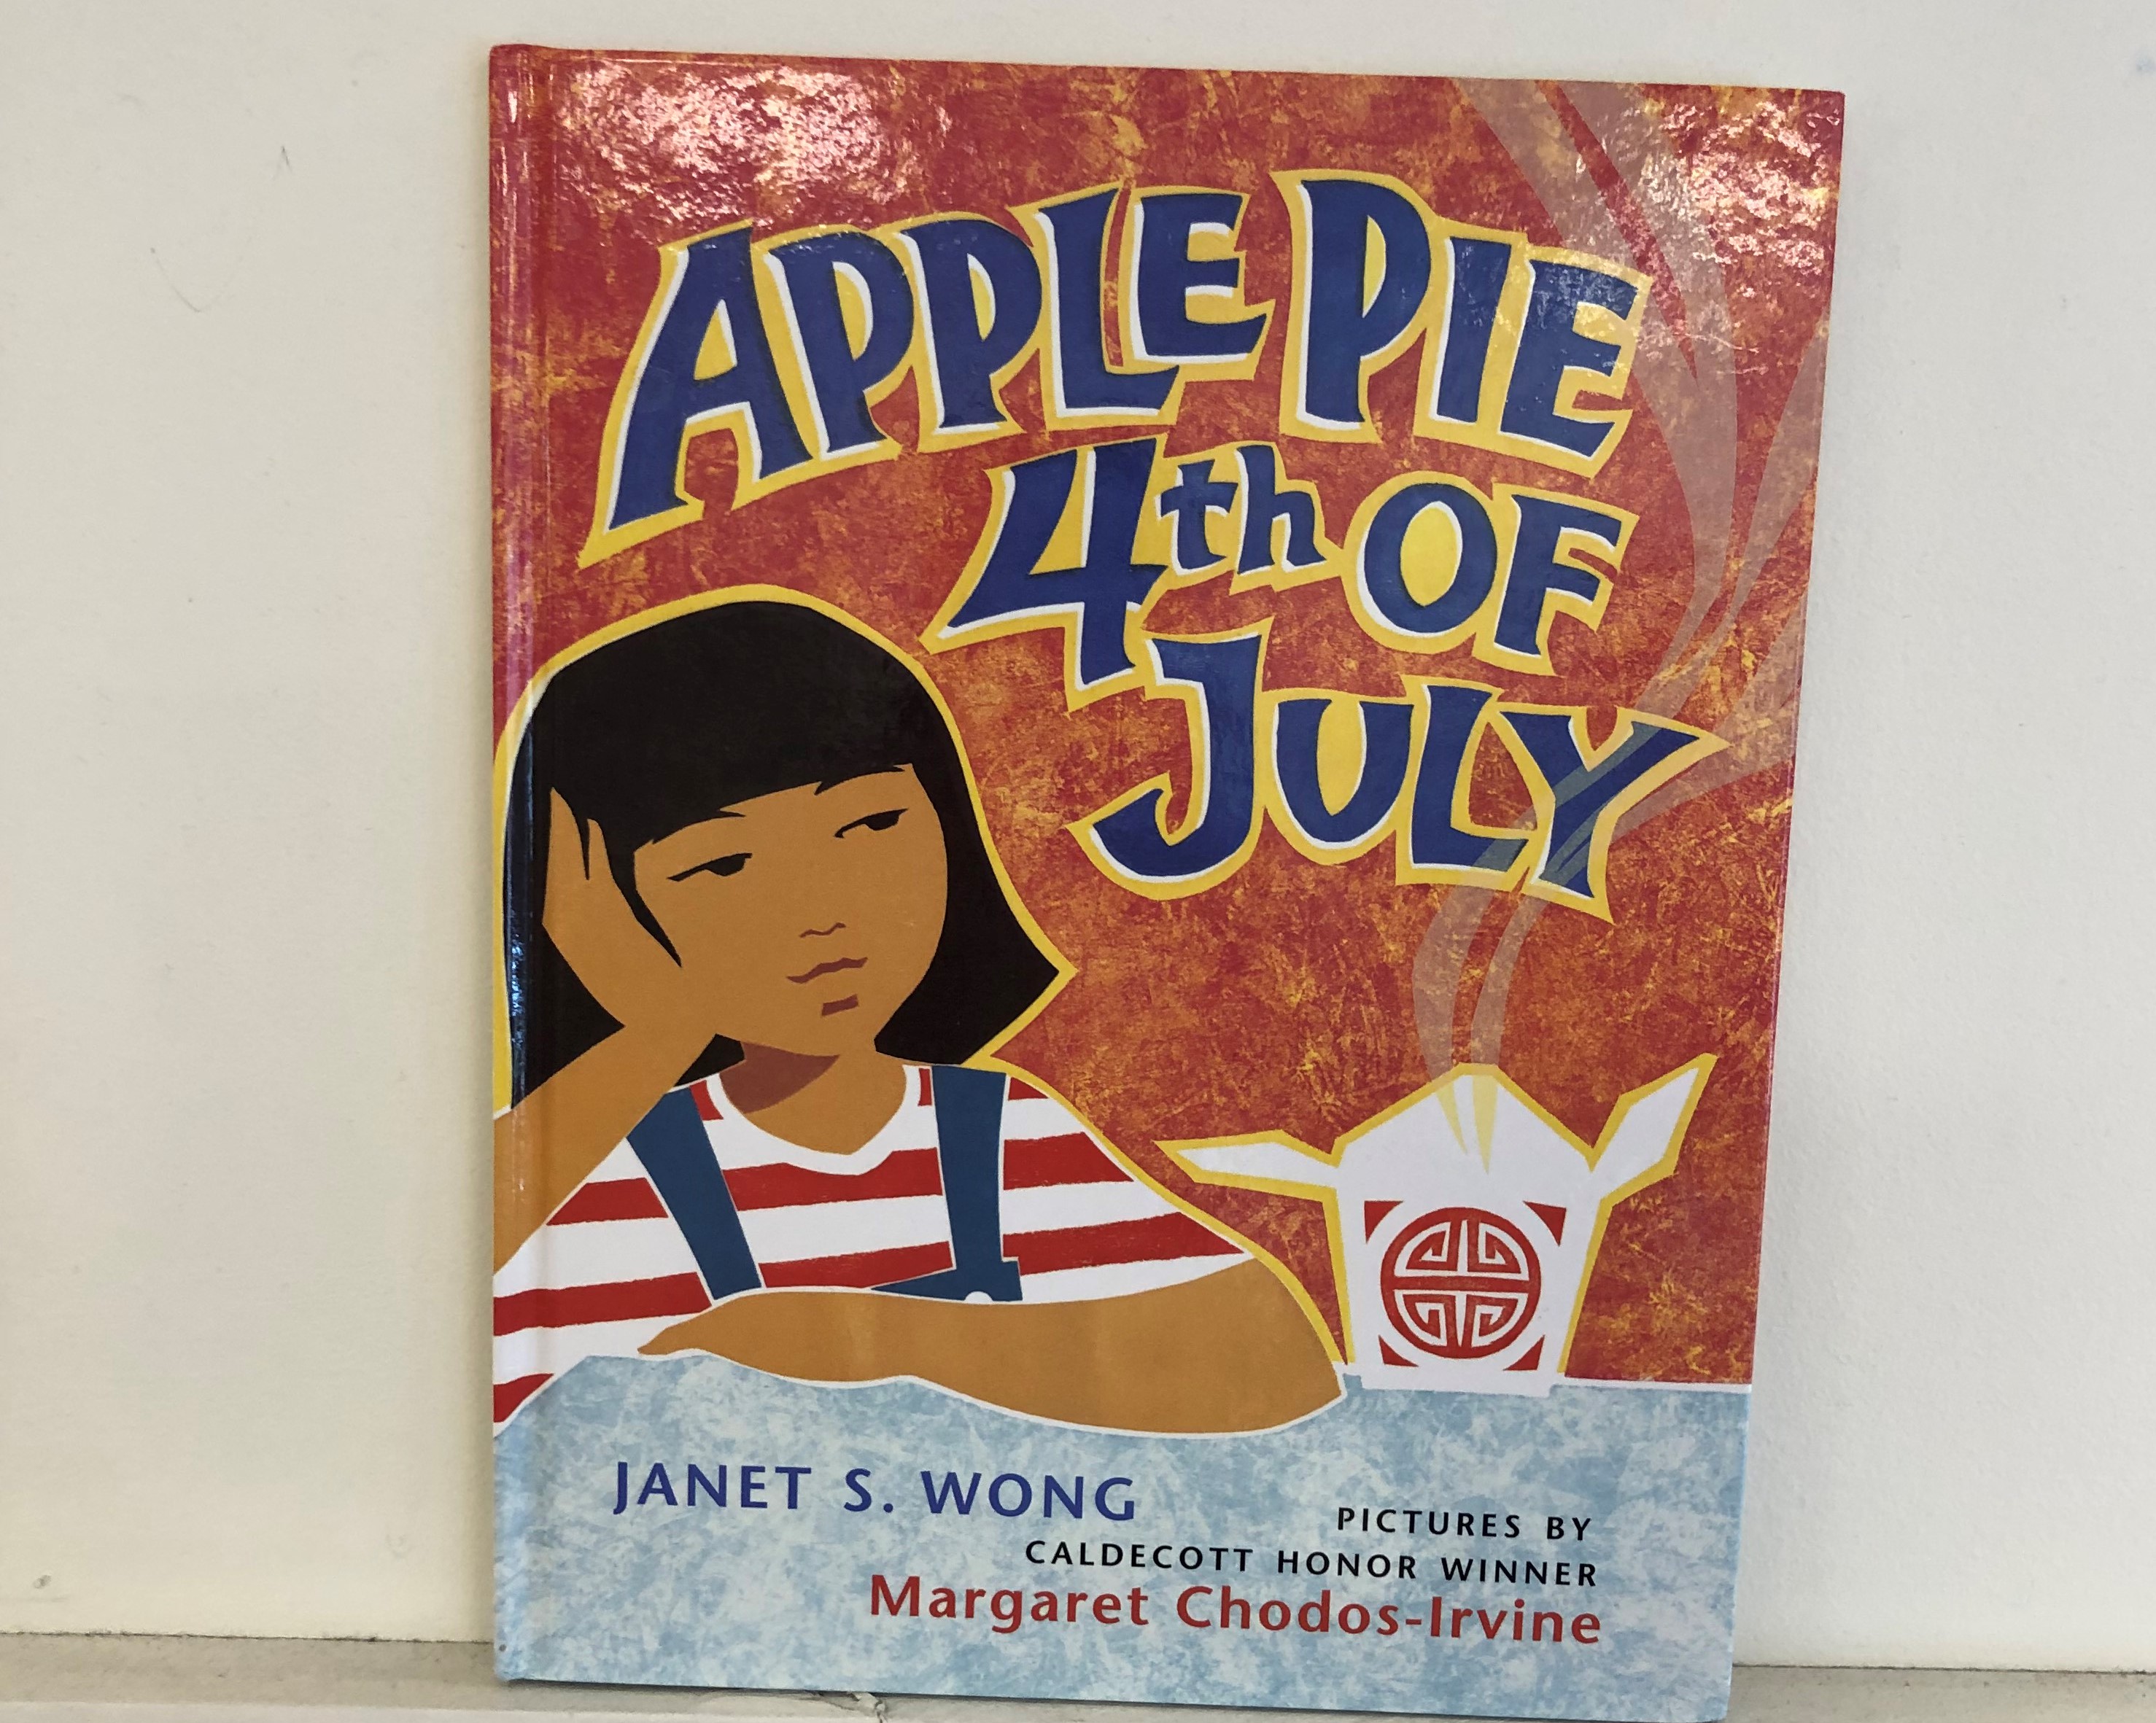 APPLE PIE
4th OF
JULY
JANET S. WONG
PICTURES BY
CALDECOTT HONOR WINNER
Margaret Chodos-Irvine